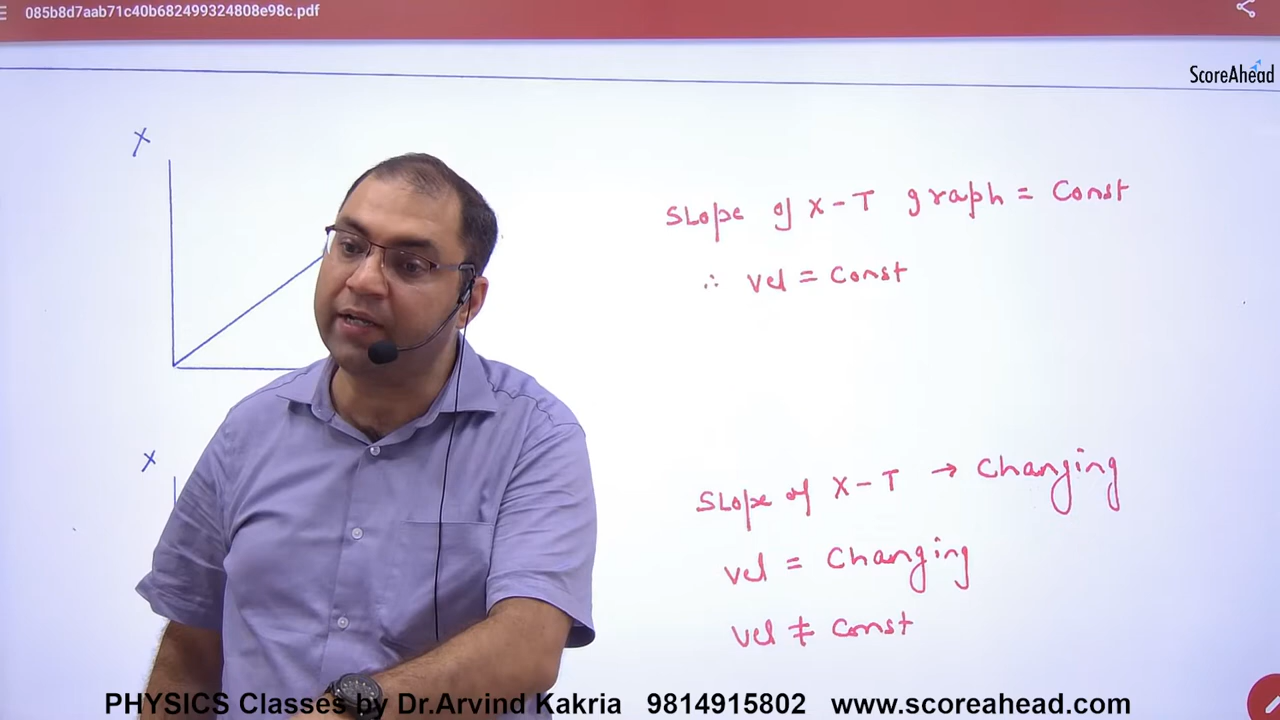 085b8d7aab71c40b682499324808e98c.pdf
ScoreAhead
X
Slope of X-T graph = Const
∴ vel = Const
X
Slope of X-T → Changing
vel = Changing
vel ≠ Const
PHYSICS Classes by Dr.Arvind Kakria 9814915802 www.scoreahead.com